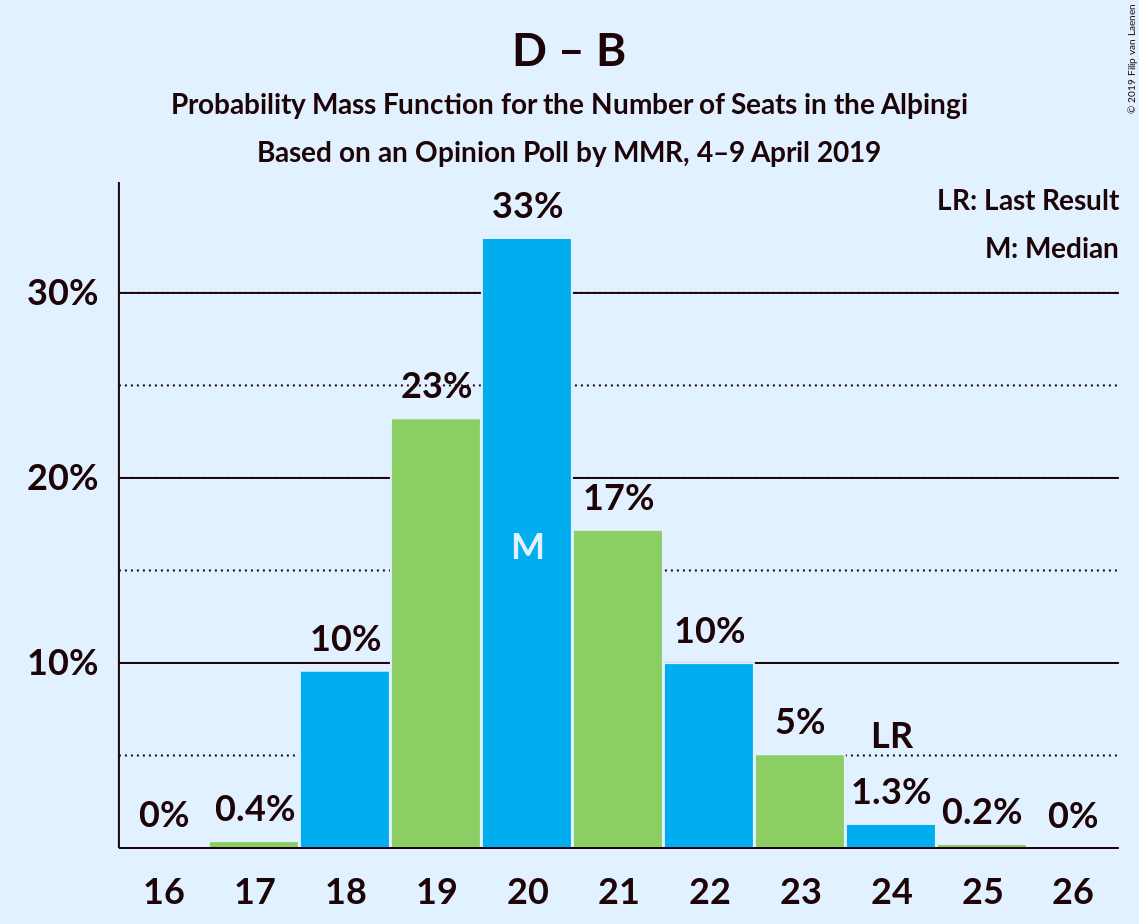 D – B
Probability Mass Function for the Number of Seats in the Alþingi
Based on an Opinion Poll by MMR, 4–9 April 2019
© 2019 Filip van Laenen
LR: Last Result
M: Median
33%
30%
23%
20%
17%
M
10%
10%
10%
5%
LR
0%
0.4%
1.3%
0.2%
0%
16 17 18 19 20 21 22 23 24 25 26